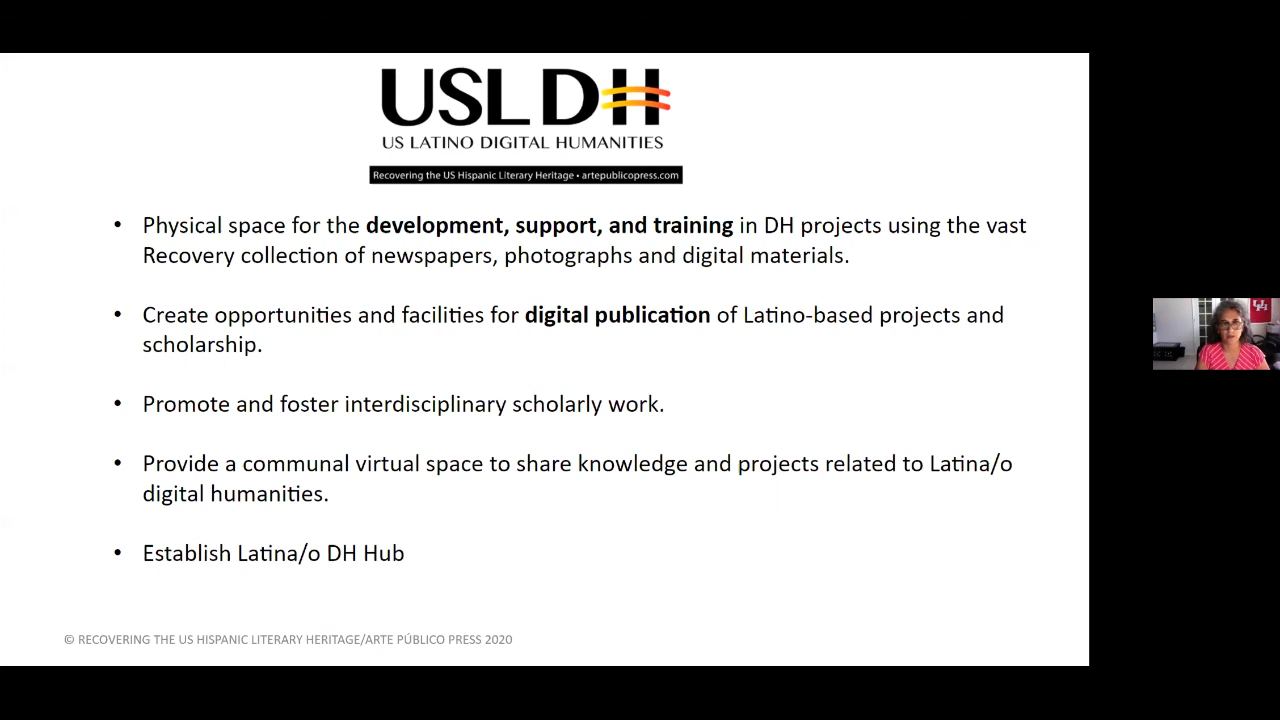 USLDH
US LATINO DIGITAL HUMANITIES
Recovering the US Hispanic Literary Heritage • artepublicopress.com
• Physical space for the development, support, and training in DH projects using the vast
Recovery collection of newspapers, photographs and digital materials.
• Create opportunities and facilities for digital publication of Latino-based projects and
scholarship.
• Promote and foster interdisciplinary scholarly work.
• Provide a communal virtual space to share knowledge and projects related to Latina/o
digital humanities.
• Establish Latina/o DH Hub
© RECOVERING THE US HISPANIC LITERARY HERITAGE/ARTE PÚBLICO PRESS 2020